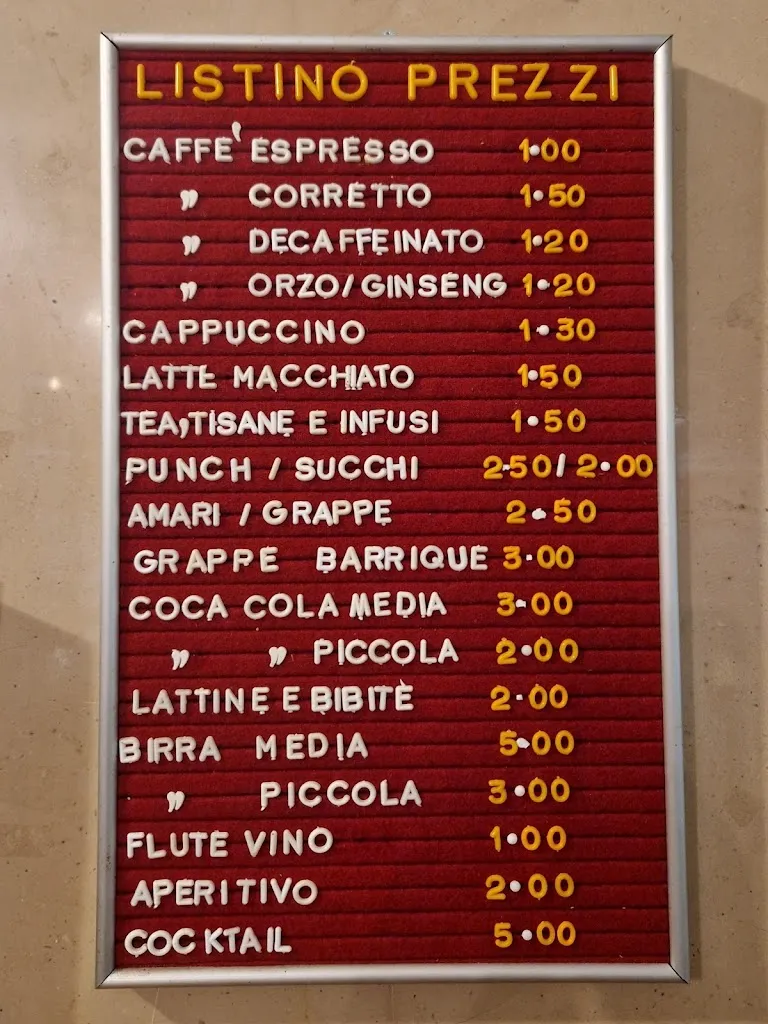 LISTINO PREZZI
CAFFE' ESPRESSO 1.00
" CORRETTO 1.50
" DECAFFEINATO 1.20
" ORZO/GINSENG 1.20
CAPPUCCINO 1.30
LATTE MACCHIATO 1.50
TEA,TISANE E INFUSI 1.50
PUNCH / SUCCHI 2.50/2.00
AMARI / GRAPPE 2.50
GRAPPE BARRIQUE 3.00
COCA COLA MEDIA 3.00
" " PICCOLA 2.00
LATTINE E BIBITE 2.00
BIRRA MEDIA 5.00
" PICCOLA 3.00
FLUTE VINO 1.00
APERITIVO 2.00
COCKTAIL 5.00